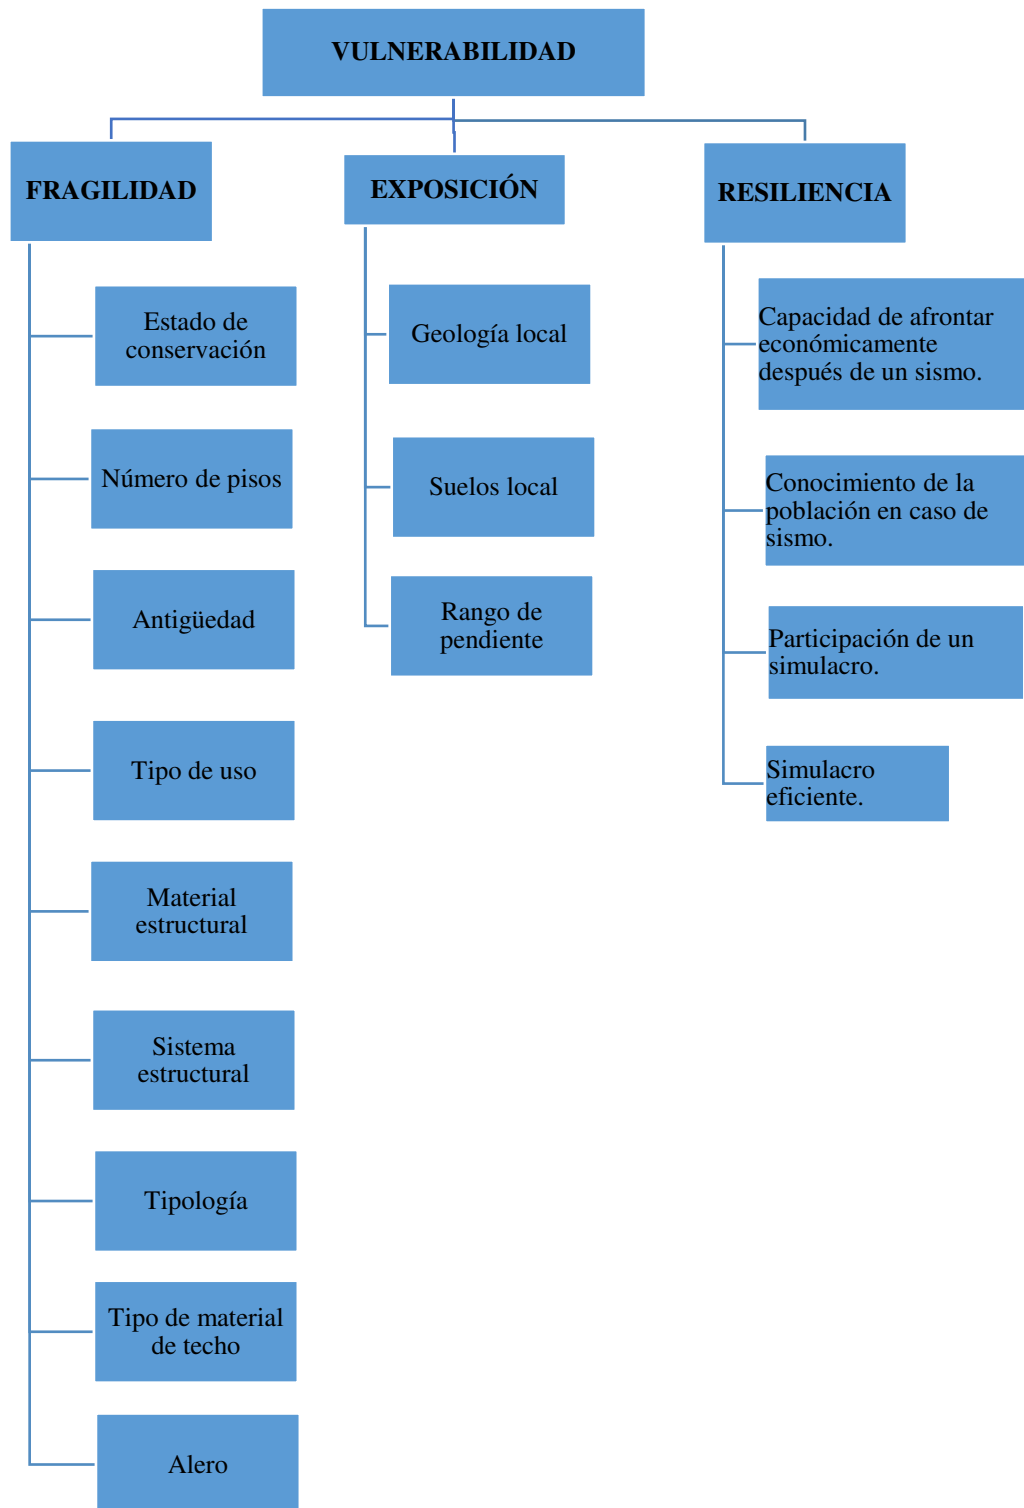 VULNERABILIDAD
FRAGILIDAD
Estado de
conservación
Número de pisos
Antigüedad
Tipo de uso
Material
estructural
Sistema
estructural
Tipología
Tipo de material
de techo
Alero
EXPOSICIÓN
Geología local
Suelos local
Rango de
pendiente
RESILIENCIA
Capacidad de afrontar
económicamente
después de un sismo.
Conocimiento de la
población en caso de
sismo.
Participación de un
simulacro.
Simulacro
eficiente.